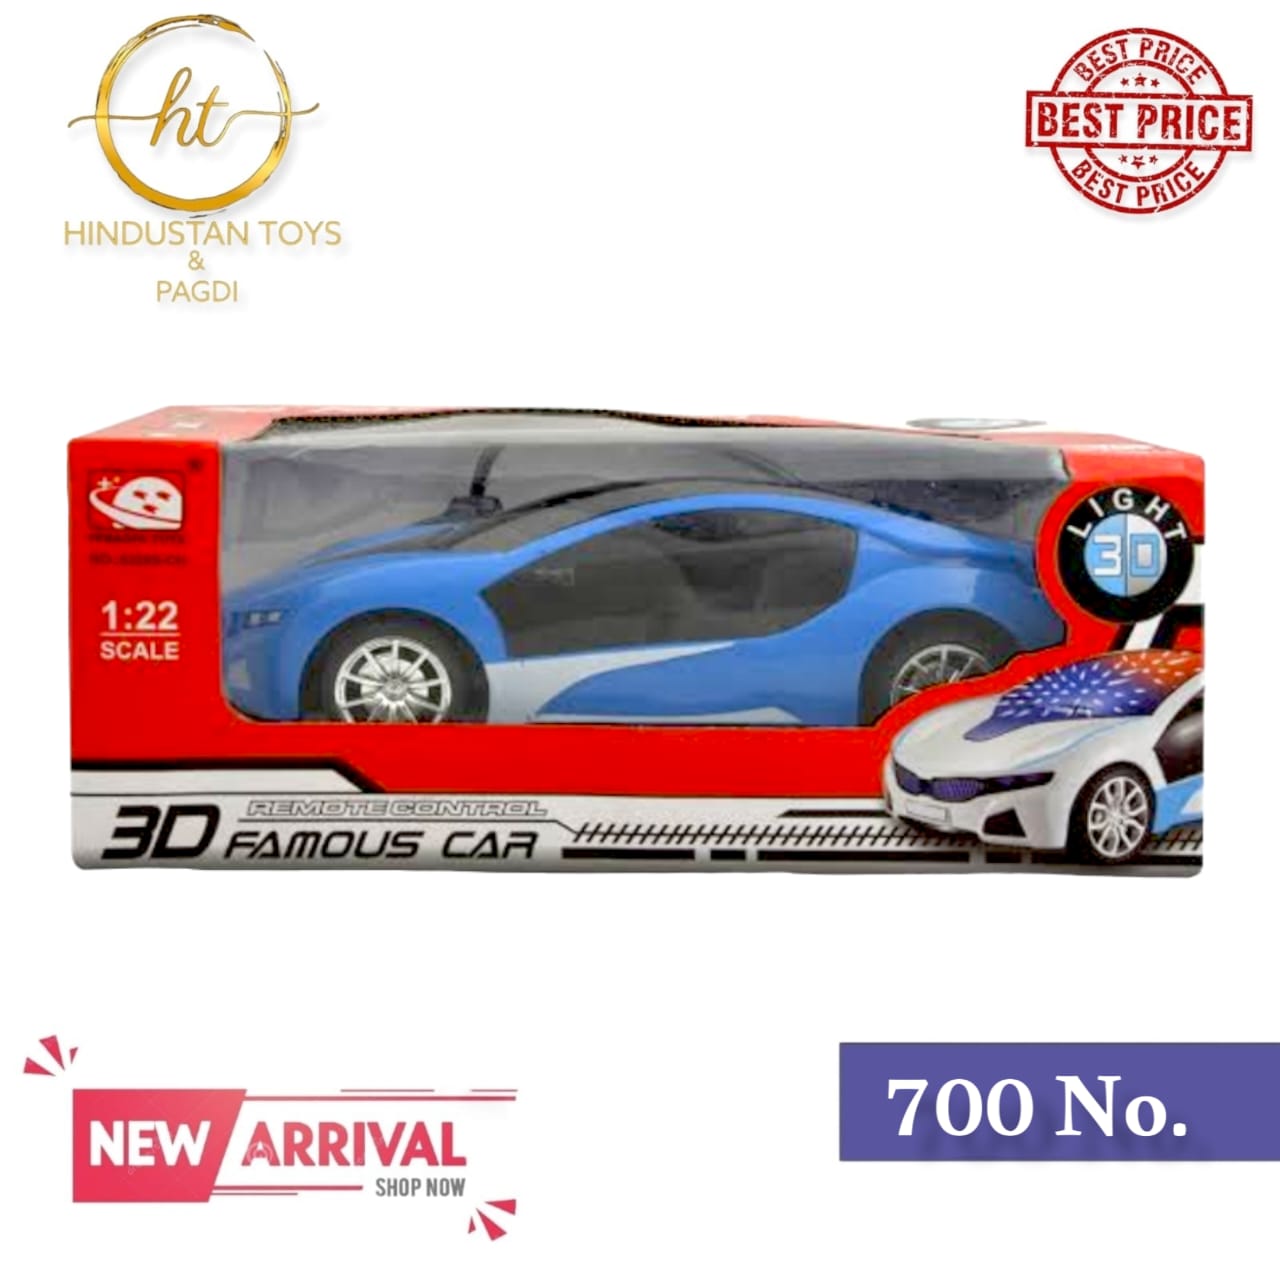 ht
HINDUSTAN TOYS
&
PAGDI
BEST PRICE
BEST PRICE
BEST PRICE
1:22
SCALE
LIGHT
3D
3D
REMOTE CONTROL
FAMOUS CAR
NEW ARRIVAL
SHOP NOW
700 No.